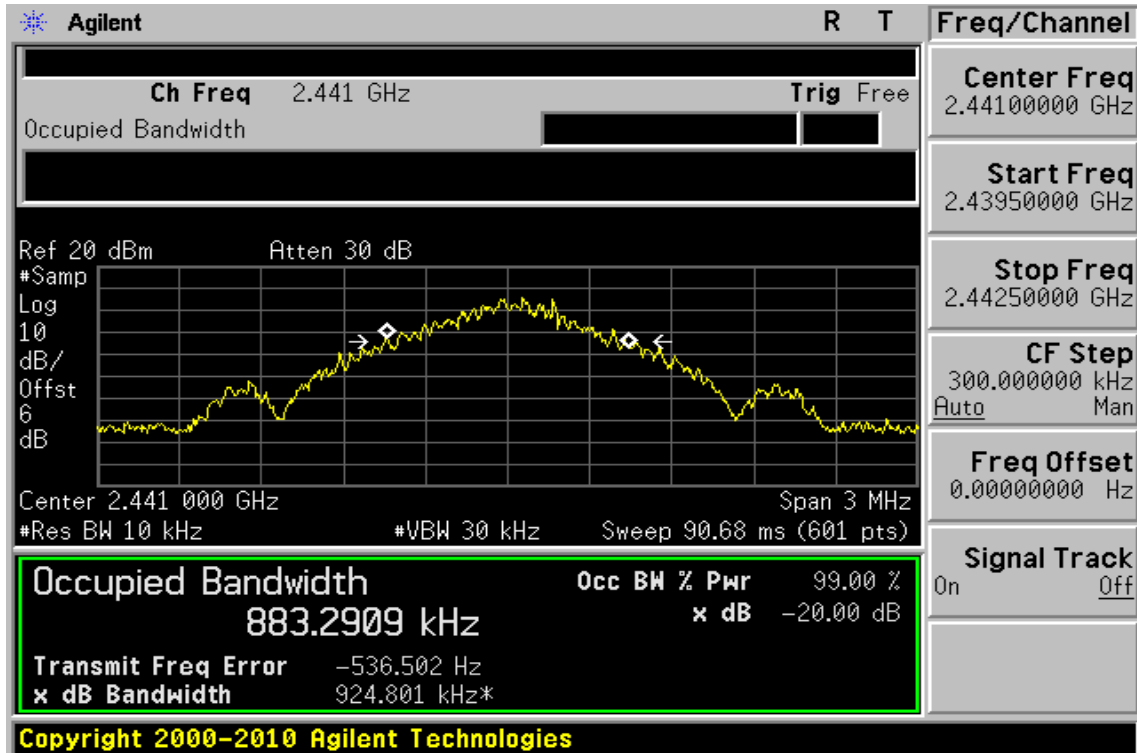 Agilent R T
Freq/Channel
Ch Freq 2.441 GHz Trig Free
Occupied Bandwidth
Center Freq
2.44100000 GHz
Start Freq
2.43950000 GHz
Stop Freq
2.44250000 GHz
CF Step
300.000000 kHz
Auto Man
Freq Offset
0.00000000 Hz
Signal Track
On Off
Ref 20 dBm Atten 30 dB
#Samp
Log
10
dB/
Offst
6
dB
Center 2.441 000 GHz Span 3 MHz
#Res BW 10 kHz #VBW 30 kHz Sweep 90.68 ms (601 pts)
Occupied Bandwidth Occ BW % Pwr 99.00 %
883.2909 kHz x dB -20.00 dB
Transmit Freq Error -536.502 Hz
x dB Bandwidth 924.801 kHz*
Copyright 2000-2010 Agilent Technologies